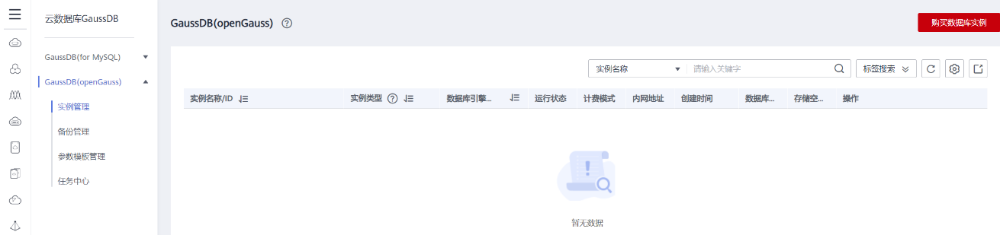 云数据库GaussDB
GaussDB(for MySQL)
GaussDB(openGauss)
实例管理
备份管理
参数模板管理
任务中心
GaussDB(openGauss)
购买数据库实例
实例名称 请输入关键字 标签搜索
实例名称/ID 实例类型 数据库引擎... 运行状态 计费模式 内网地址 创建时间 数据库... 存储空... 操作
暂无数据